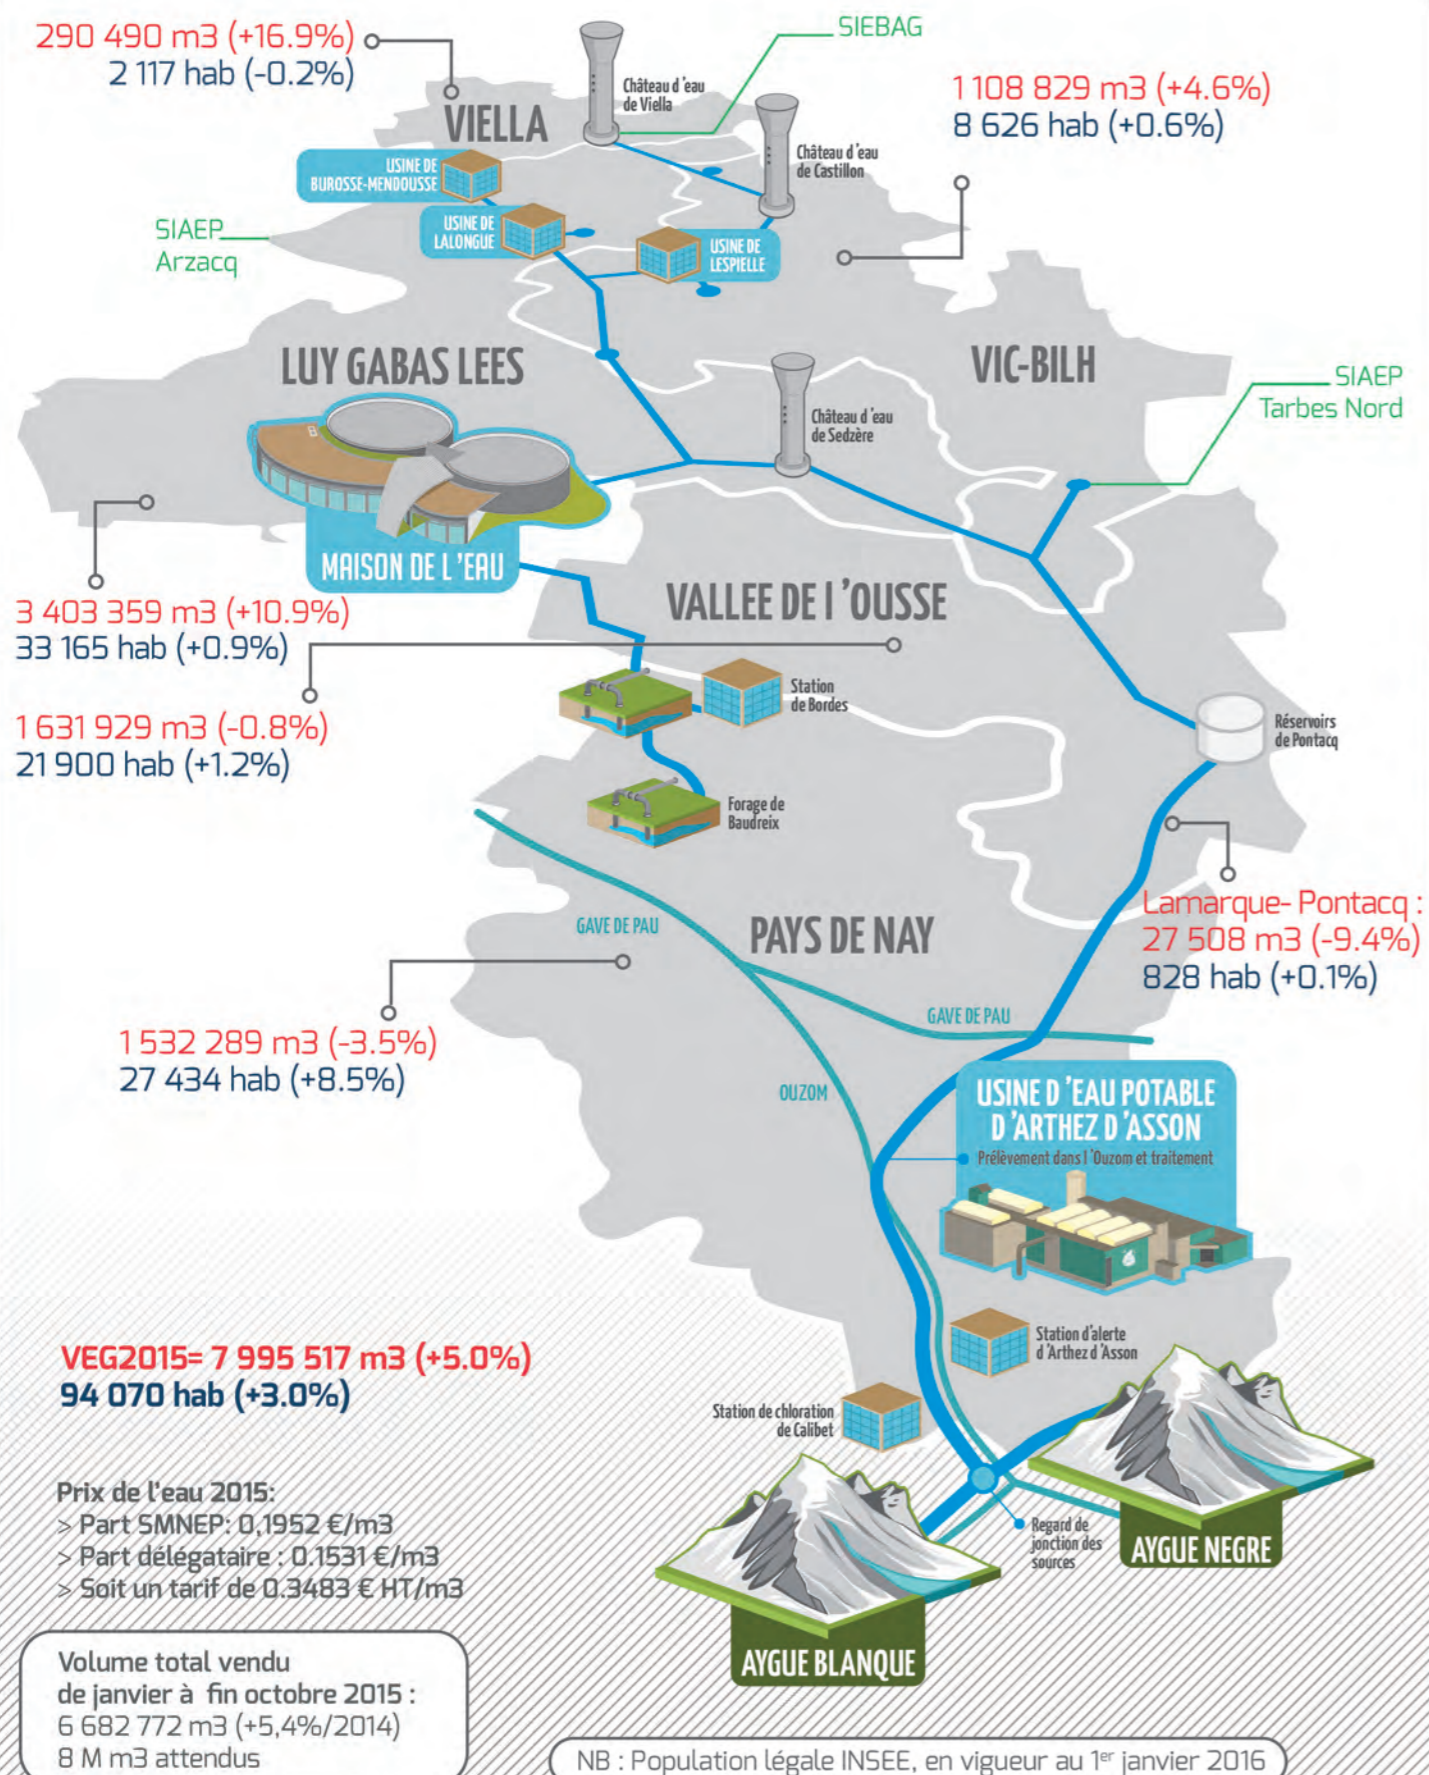 290 490 m3 (+16.9%)
2 117 hab (-0.2%)
SIEBAG
Château d'eau
de Viella
1 108 829 m3 (+4.6%)
8 626 hab (+0.6%)
VIELLA
Château d'eau
de Castillon
USINE DE
BUROSSE-MENDOUSSE
SIAEP
Arzacq
USINE DE
LALONGUE
USINE DE
LESPIELLE
LUY GABAS LEES
VIC-BILH
SIAEP
Tarbes Nord
Château d'eau
de Sedzère
MAISON DE L'EAU
3 403 359 m3 (+10.9%)
33 165 hab (+0.9%)
VALLEE DE l'OUSSE
1 631 929 m3 (-0.8%)
21 900 hab (+1.2%)
Station
de Bordes
Réservoirs
de Pontacq
Forage de
Baudreix
Lamarque- Pontacq :
27 508 m3 (-9.4%)
828 hab (+0.1%)
GAVE DE PAU
PAYS DE NAY
GAVE DE PAU
1 532 289 m3 (-3.5%)
27 434 hab (+8.5%)
OUZOM
USINE D'EAU POTABLE
D'ARTHEZ D'ASSON
Prélèvement dans l'Ouzom et traitement
Station d'alerte
d'Arthez d'Asson
VEG2015= 7 995 517 m3 (+5.0%)
94 070 hab (+3.0%)
Station de chloration
de Calibet
Prix de l'eau 2015:
> Part SMNEP: 0,1952 €/m3
> Part délégataire : 0.1531 €/m3
> Soit un tarif de 0.3483 € HT/m3
Regard de
jonction des
sources
AYGUE NEGRE
AYGUE BLANQUE
Volume total vendu
de janvier à fin octobre 2015 :
6 682 772 m3 (+5,4%/2014)
8 M m3 attendus
NB : Population légale INSEE, en vigueur au 1er janvier 2016